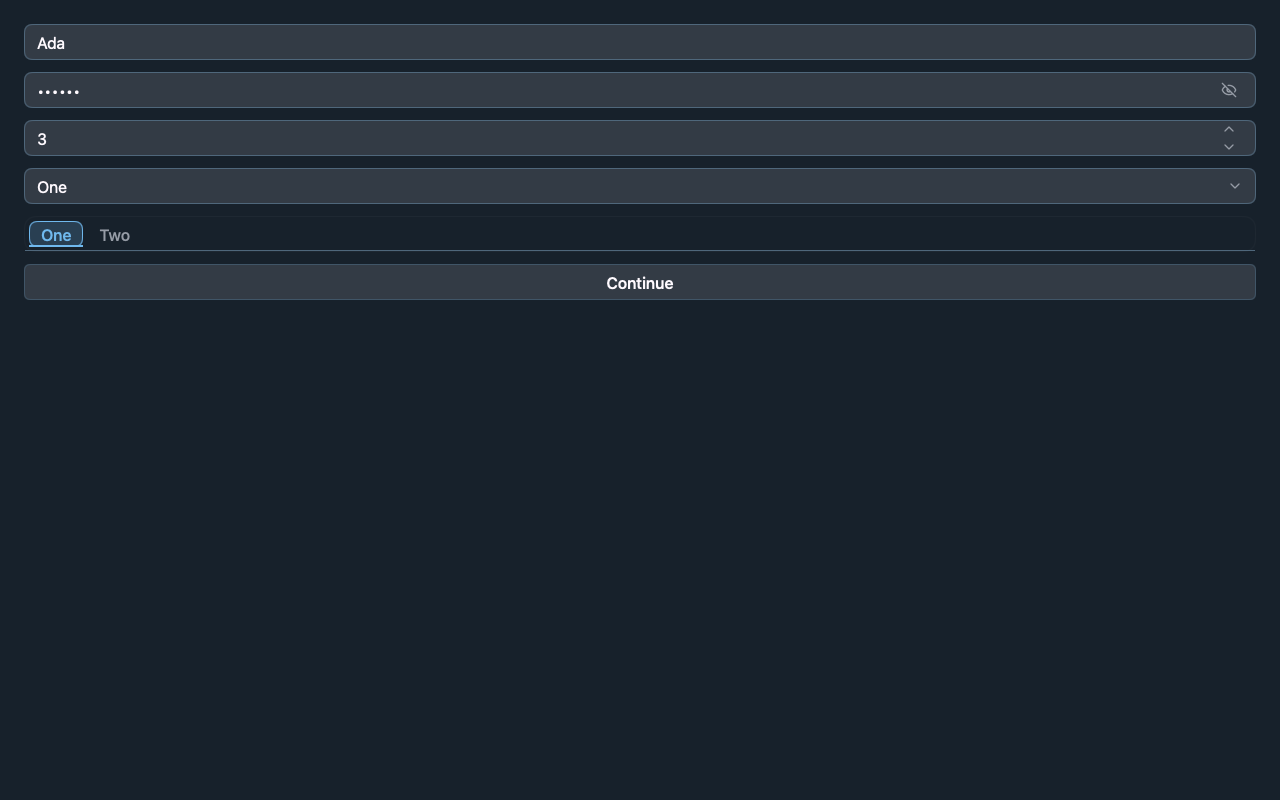 Ada
••••••
3
One
One Two
Continue